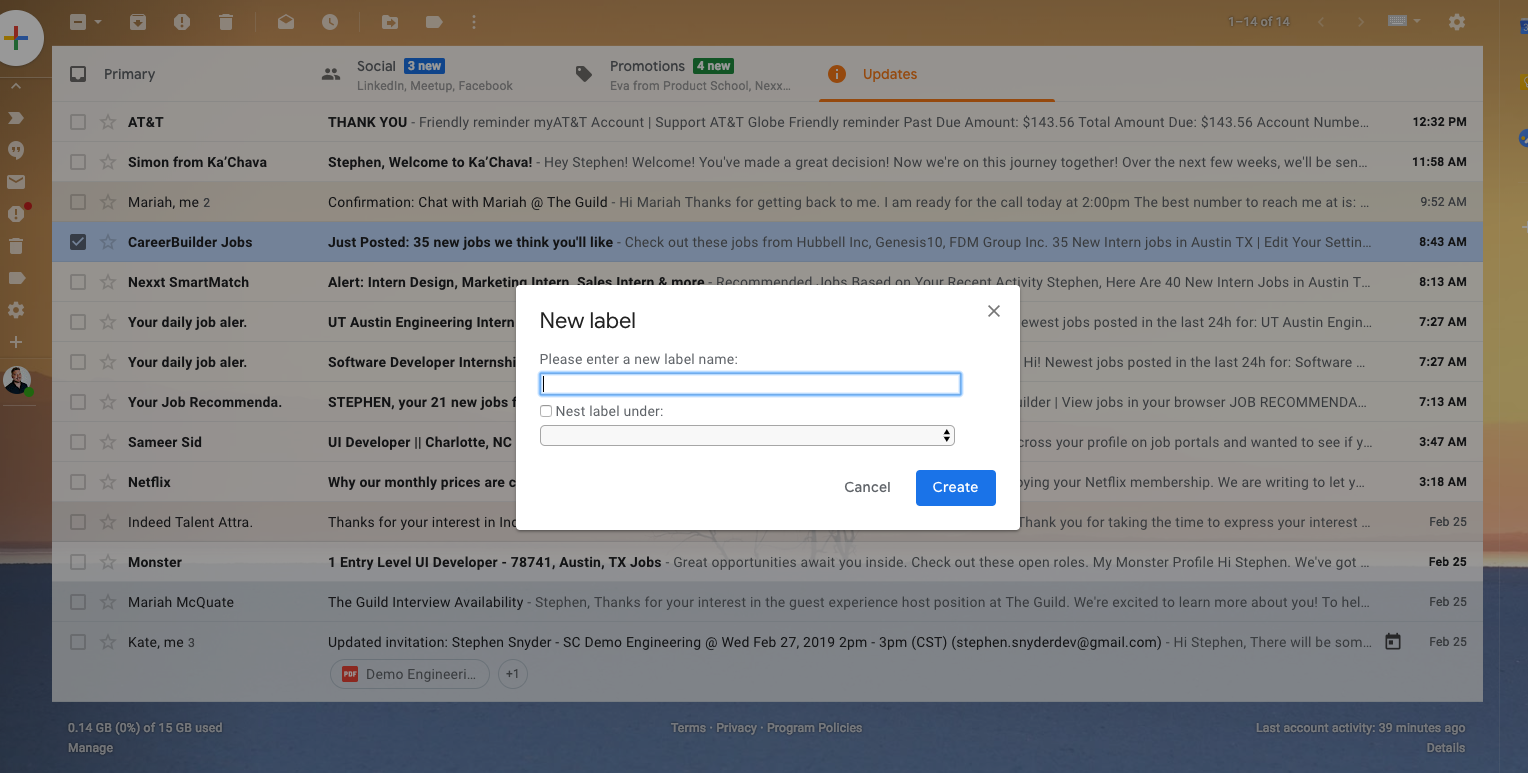 1–14 of 14
Primary
Social 3 new
LinkedIn, Meetup, Facebook
Promotions 4 new
Eva from Product School, Nexx...
Updates
AT&T THANK YOU - Friendly reminder myAT&T Account | Support AT&T Globe Friendly reminder Past Due Amount: $143.56 Total Amount Due: $143.56 Account Numbe... 12:32 PM
Simon from Ka’Chava Stephen, Welcome to Ka’Chava! - Hey Stephen! Welcome! You've made a great decision! Now we're on this journey together! Over the next few weeks, we'll be sen... 11:58 AM
Mariah, me 2 Confirmation: Chat with Mariah @ The Guild - Hi Mariah Thanks for getting back to me. I am ready for the call today at 2:00pm The best number to reach me at is: ... 9:52 AM
CareerBuilder Jobs Just Posted: 35 new jobs we think you'll like - Check out these jobs from Hubbell Inc, Genesis10, FDM Group Inc. 35 New Intern jobs in Austin TX | Edit Your Settin... 8:43 AM
Nexxt SmartMatch Alert: Intern Design, Marketing Intern, Sales Intern & more - Recommended Jobs Based on Your Recent Activity Stephen, Here Are 40 New Intern Jobs in Austin T... 8:13 AM
Your daily job aler. UT Austin Engineering Intern ewest jobs posted in the last 24h for: UT Austin Engin... 7:27 AM
Your daily job aler. Software Developer Internshi Hi! Newest jobs posted in the last 24h for: Software ... 7:27 AM
Your Job Recommenda. STEPHEN, your 21 new jobs f uilder | View jobs in your browser JOB RECOMMENDA... 7:13 AM
Sameer Sid UI Developer || Charlotte, NC cross your profile on job portals and wanted to see if y... 3:47 AM
Netflix Why our monthly prices are c oying your Netflix membership. We are writing to let y... 3:18 AM
Indeed Talent Attra. Thanks for your interest in Inc Thank you for taking the time to express your interest ... Feb 25
Monster 1 Entry Level UI Developer - 78741, Austin, TX Jobs - Great opportunities await you inside. Check out these open roles. My Monster Profile Hi Stephen. We've got ... Feb 25
Mariah McQuate The Guild Interview Availability - Stephen, Thanks for your interest in the guest experience host position at The Guild. We're excited to learn more about you! To hel... Feb 25
Kate, me 3 Updated invitation: Stephen Snyder - SC Demo Engineering @ Wed Feb 27, 2019 2pm - 3pm (CST) (stephen.snyderdev@gmail.com) - Hi Stephen, There will be som... Feb 25
PDF Demo Engineeri... +1
New label
Please enter a new label name:
Nest label under:
Cancel Create
0.14 GB (0%) of 15 GB used
Manage
Terms · Privacy · Program Policies
Last account activity: 39 minutes ago
Details